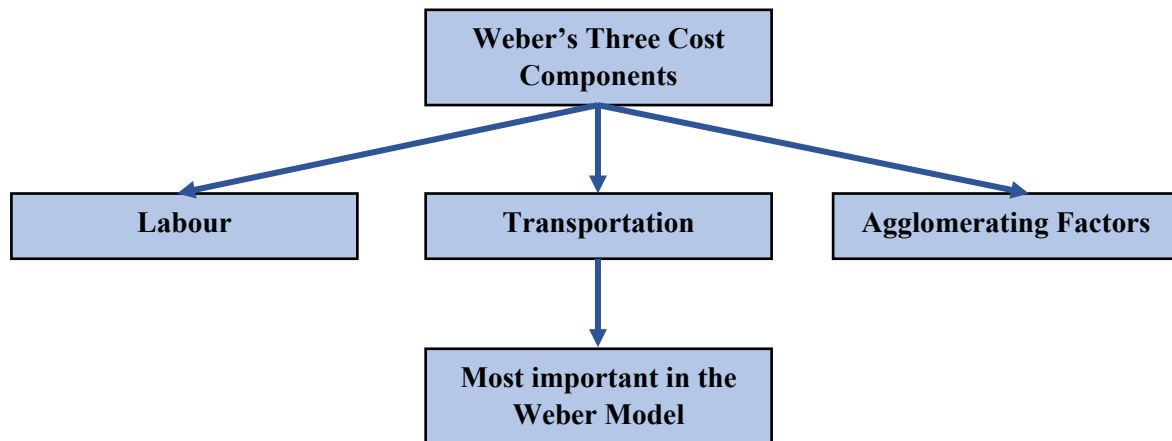 Weber’s Three Cost
Components
Labour
Transportation
Agglomerating Factors
Most important in the
Weber Model